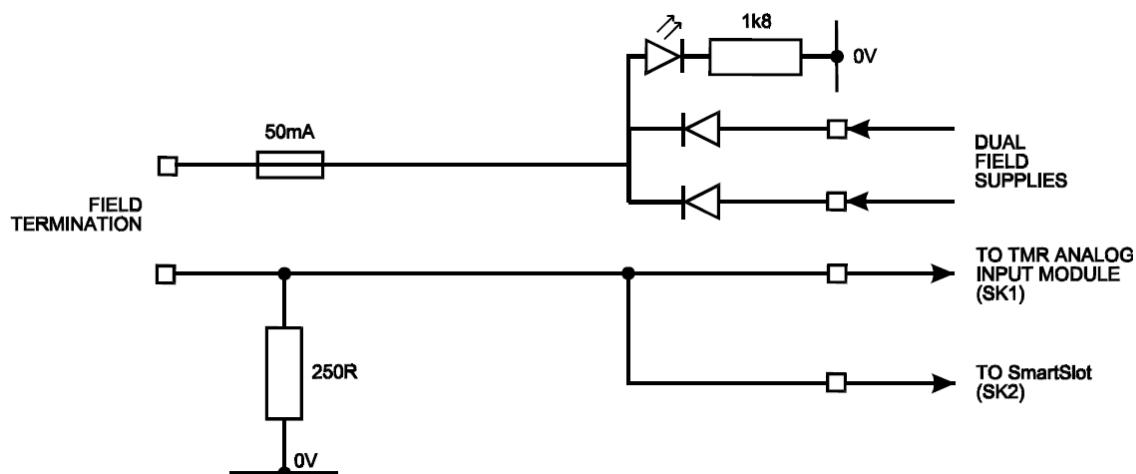 1k8
0V
50mA
DUAL
FIELD
SUPPLIES
FIELD
TERMINATION
TO TMR ANALOG
INPUT MODULE
(SK1)
250R
TO SmartSlot
(SK2)
0V